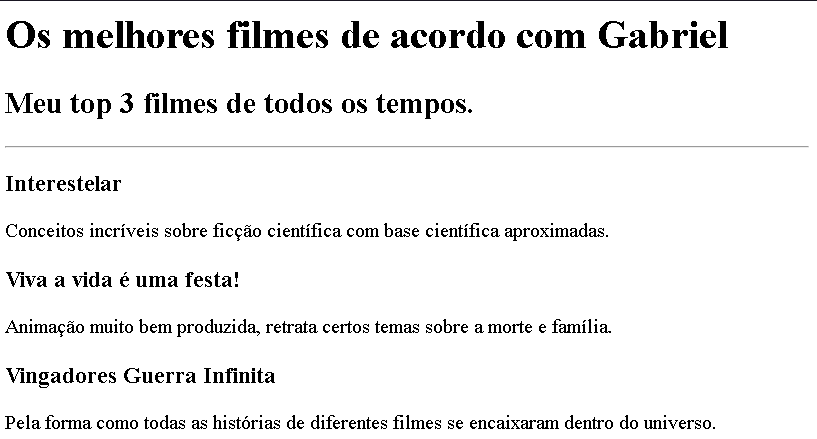 Os melhores filmes de acordo com Gabriel
Meu top 3 filmes de todos os tempos.
Interestelar
Conceitos incríveis sobre ficção científica com base científica aproximadas.
Viva a vida é uma festa!
Animação muito bem produzida, retrata certos temas sobre a morte e família.
Vingadores Guerra Infinita
Pela forma como todas as histórias de diferentes filmes se encaixaram dentro do universo.